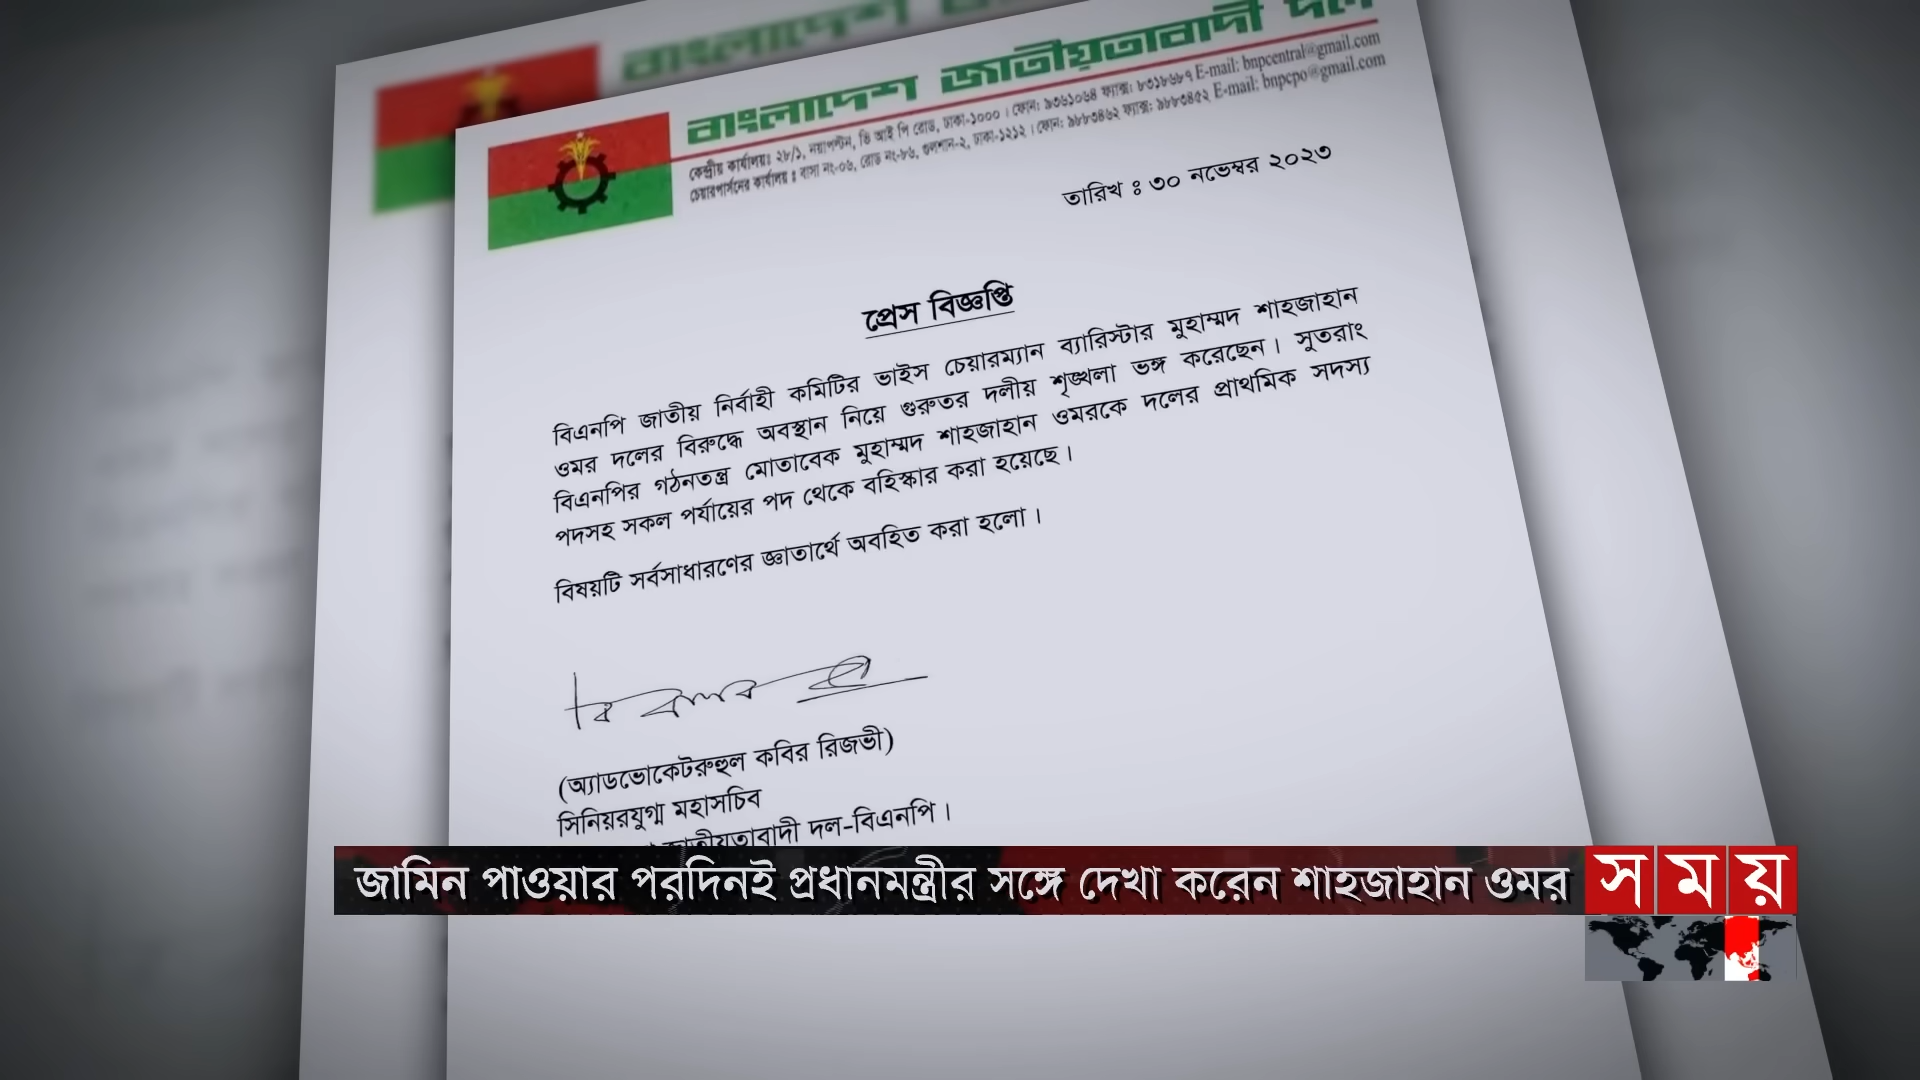 বাংলাদেশ
বাংলাদেশ জাতীয়তাবাদী দল
কেন্দ্রীয় কার্যালয়ঃ ২৮/১, নয়াপল্টন, ভি আই পি রোড, ঢাকা-১০০০। ফোন: ৯৩৬১০৬৪ ফ্যাক্স: ৮৩১৮৬৮৭ E-mail: bnpcentral@gmail.com
চেয়ারপার্সনের কার্যালয় ঃ বাসা নং-০৬, রোড নং-৮৬, গুলশান-২, ঢাকা-১২১২। ফোন: ৯৮৮৩৪৬২ ফ্যাক্স: ৯৮৮৩৪৫২ E-mail: bnpcpo@gmail.com
তারিখ ঃ ৩০ নভেম্বর ২০২৩
প্রেস বিজ্ঞপ্তি
বিএনপি জাতীয় নির্বাহী কমিটির ভাইস চেয়ারম্যান ব্যারিস্টার মুহাম্মদ শাহজাহান
ওমর দলের বিরুদ্ধে অবস্থান নিয়ে গুরুতর দলীয় শৃঙ্খলা ভঙ্গ করেছেন। সুতরাং
বিএনপির গঠনতন্ত্র মোতাবেক মুহাম্মদ শাহজাহান ওমরকে দলের প্রাথমিক সদস্য
পদসহ সকল পর্যায়ের পদ থেকে বহিস্কার করা হয়েছে।
বিষয়টি সর্বসাধারণের জ্ঞাতার্থে অবহিত করা হলো।
(অ্যাডভোকেটরুহুল কবির রিজভী)
সিনিয়রযুগ্ম মহাসচিব
জাতীয়তাবাদী দল-বিএনপি।
জামিন পাওয়ার পরদিনই প্রধানমন্ত্রীর সঙ্গে দেখা করেন শাহজাহান ওমর
সময়